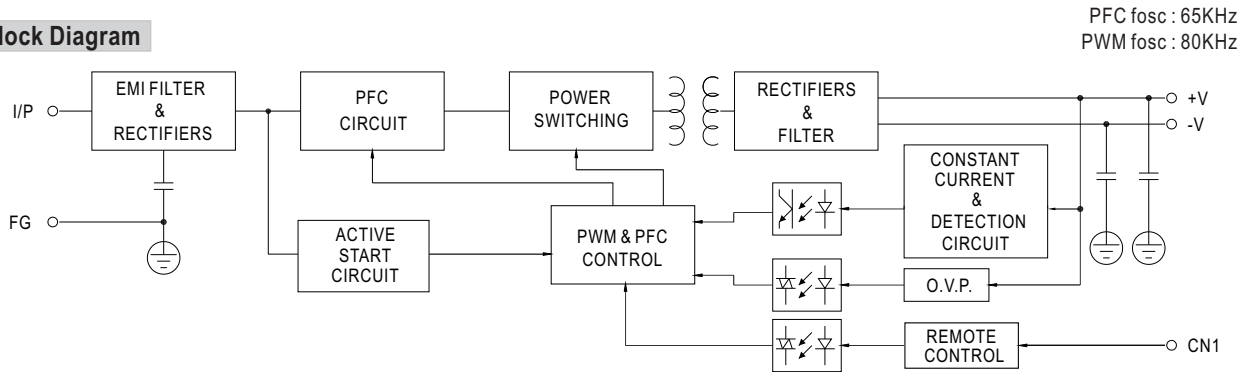 PFC fosc : 65KHz
PWM fosc : 80KHz
lock Diagram
I/P
EMI FILTER
&
RECTIFIERS
PFC
CIRCUIT
POWER
SWITCHING
RECTIFIERS
&
FILTER
+V
-V
CONSTANT
CURRENT
&
DETECTION
CIRCUIT
FG
ACTIVE
START
CIRCUIT
PWM & PFC
CONTROL
O.V.P.
REMOTE
CONTROL
CN1